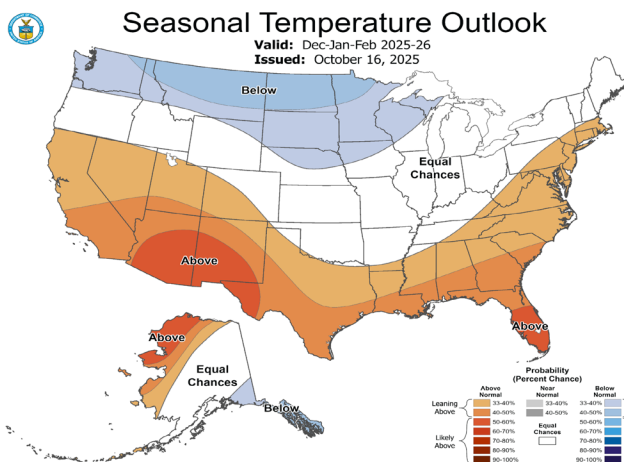 Seasonal Temperature Outlook
Valid: Dec-Jan-Feb 2025-26
Issued: October 16, 2025
Below
Equal
Chances
Above
Above
Above
Equal
Chances
Below
Probability
(Percent Chance)
Above
Normal
Near
Normal
Below
Normal
Leaning
Above
33-40%
33-40%
33-40%
40-50%
40-50%
40-50%
50-60%
Equal
Chances
50-60%
60-70%
60-70%
Likely
Above
70-80%
70-80%
80-90%
80-90%
90-100%
90-100%